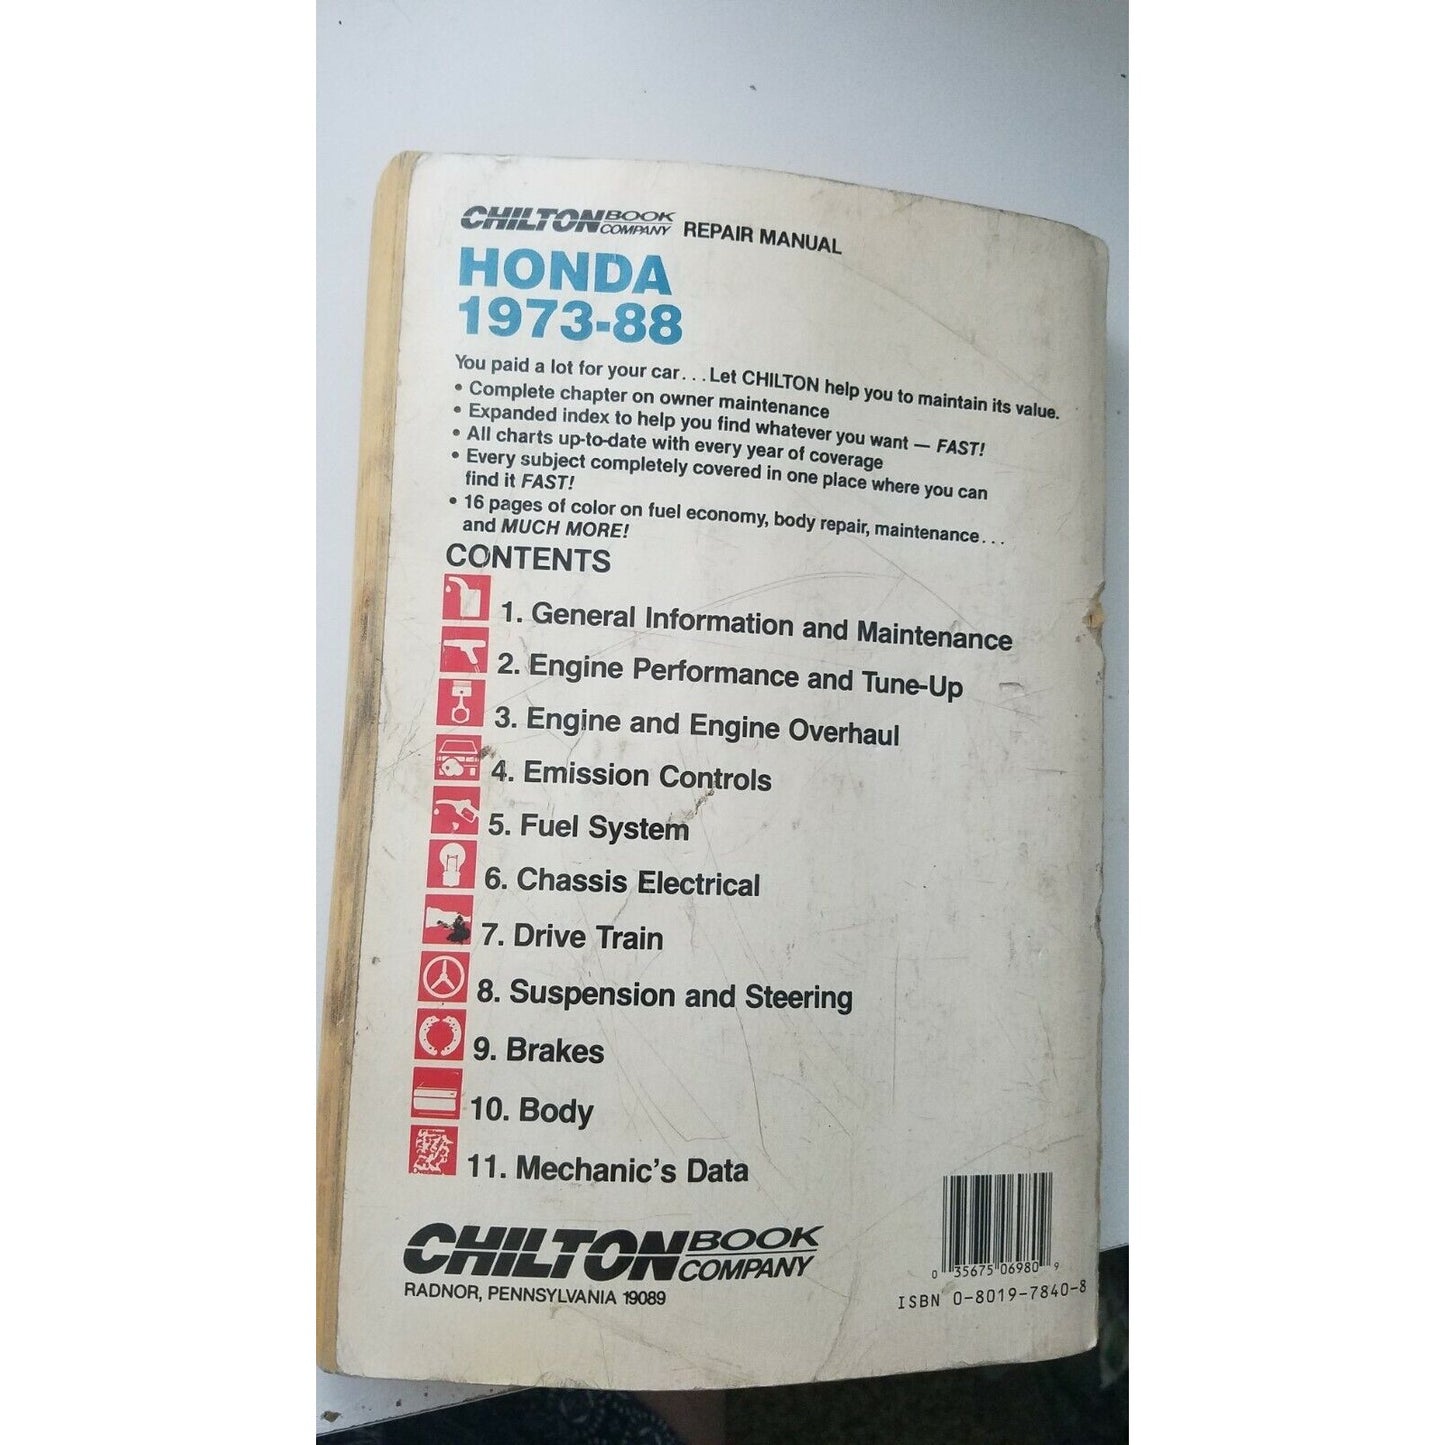 CHILTON BOOK COMPANY REPAIR MANUAL
HONDA
1973-88
You paid a lot for your car...Let CHILTON help you to maintain its value.
• Complete chapter on owner maintenance
• Expanded index to help you find whatever you want — FAST!
• All charts up-to-date with every year of coverage
• Every subject completely covered in one place where you can
find it FAST!
• 16 pages of color on fuel economy, body repair, maintenance...
and MUCH MORE!
CONTENTS
1. General Information and Maintenance
2. Engine Performance and Tune-Up
3. Engine and Engine Overhaul
4. Emission Controls
5. Fuel System
6. Chassis Electrical
7. Drive Train
8. Suspension and Steering
9. Brakes
10. Body
11. Mechanic's Data
CHILTON BOOK COMPANY
RADNOR, PENNSYLVANIA 19089
0 35675 06980 9
ISBN 0-8019-7840-8